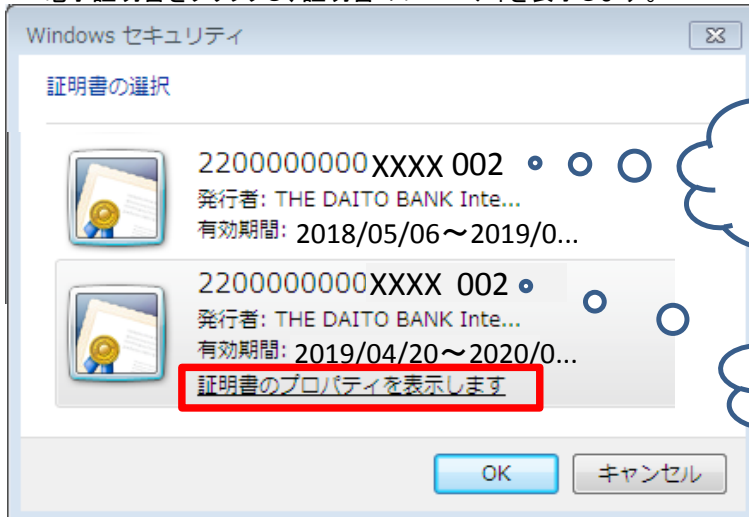 Windows セキュリティ
証明書の選択
2200000000XXXX 002
発行者: THE DAITO BANK Inte...
有効期間: 2018/05/06～2019/0...
2200000000XXXX 002
発行者: THE DAITO BANK Inte...
有効期間: 2019/04/20～2020/0...
証明書のプロパティを表示します
OK
キャンセル